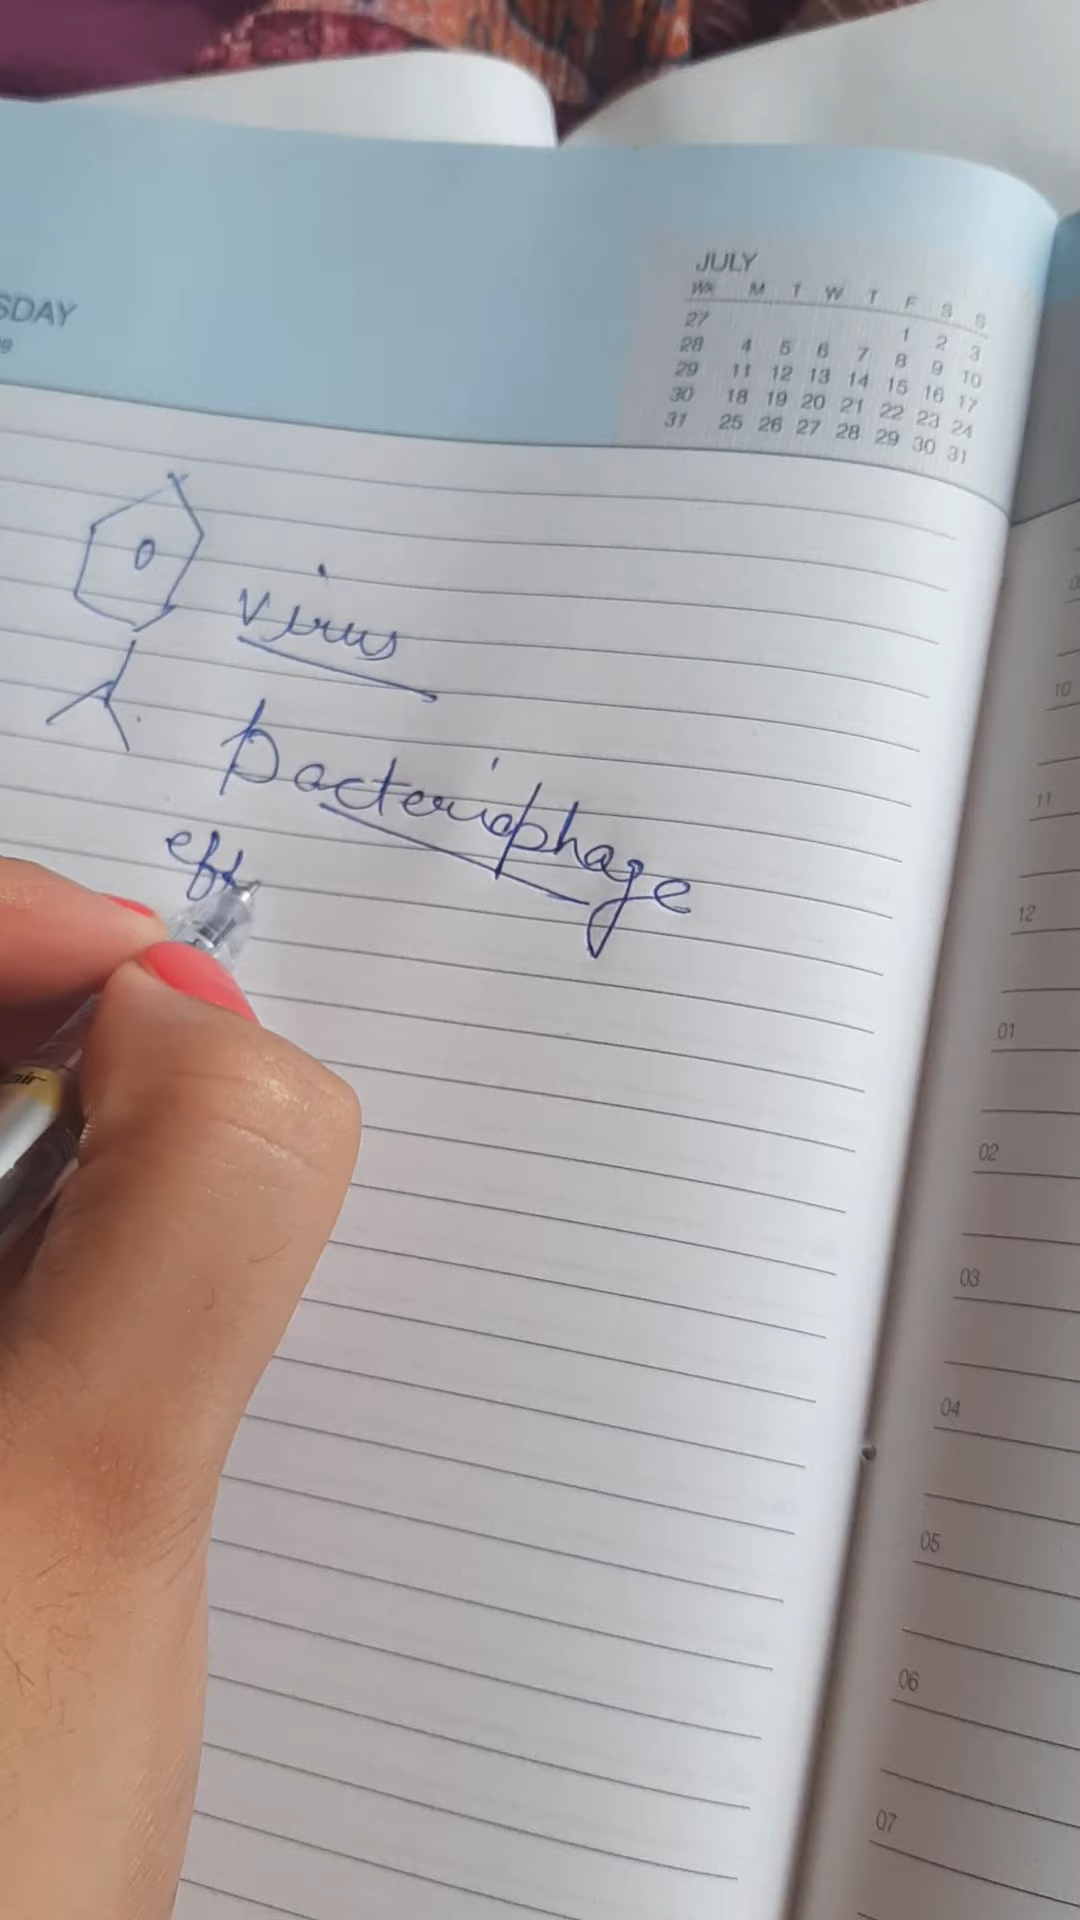 SDAY
JULY
WK M T W T F S S
27 1 2 3
28 4 5 6 7 8 9 10
29 11 12 13 14 15 16 17
30 18 19 20 21 22 23 24
31 25 26 27 28 29 30 31
virus
bacteriophage
10
11
12
01
02
03
04
05
06
07